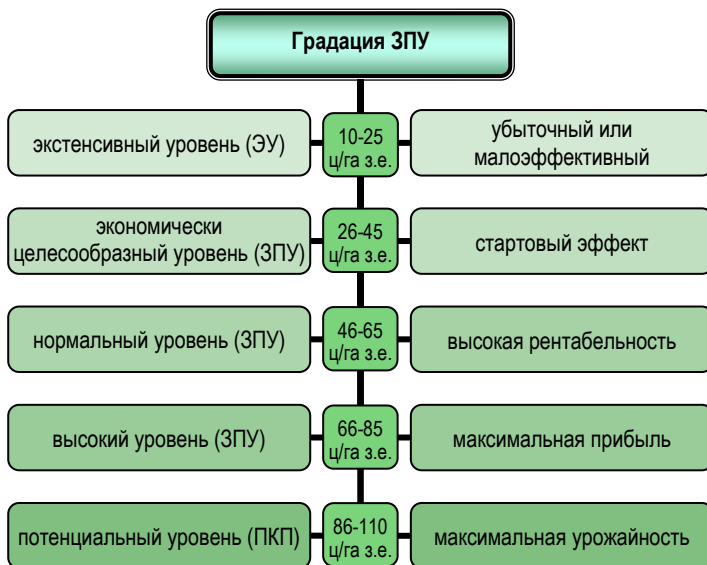 Градация ЗПУ
экстенсивный уровень (ЭУ)
10-25
ц/га з.е.
убыточный или
малоэффективный
экономически
целесообразный уровень (ЗПУ)
26-45
ц/га з.е.
стартовый эффект
нормальный уровень (ЗПУ)
46-65
ц/га з.е.
высокая рентабельность
высокий уровень (ЗПУ)
66-85
ц/га з.е.
максимальная прибыль
потенциальный уровень (ПКП)
86-110
ц/га з.е.
максимальная урожайность